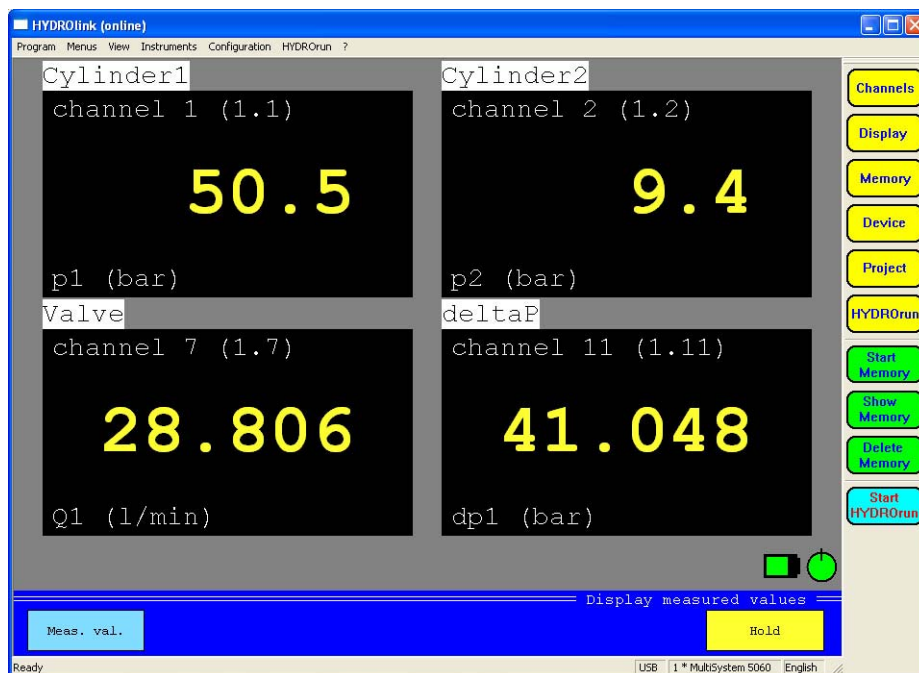 HYDROlink (online)
Program Menus View Instruments Configuration HYDROrun ?
Cylinder1
channel 1 (1.1)
50.5
p1 (bar)
Cylinder2
channel 2 (1.2)
9.4
p2 (bar)
Valve
channel 7 (1.7)
28.806
Q1 (l/min)
deltaP
channel 11 (1.11)
41.048
dp1 (bar)
Channels
Display
Memory
Device
Project
HYDROrun
Start
Memory
Show
Memory
Delete
Memory
Start
HYDROrun
Display measured values
Meas. val.
Hold
Ready
USB
1 * MultiSystem 5060
English